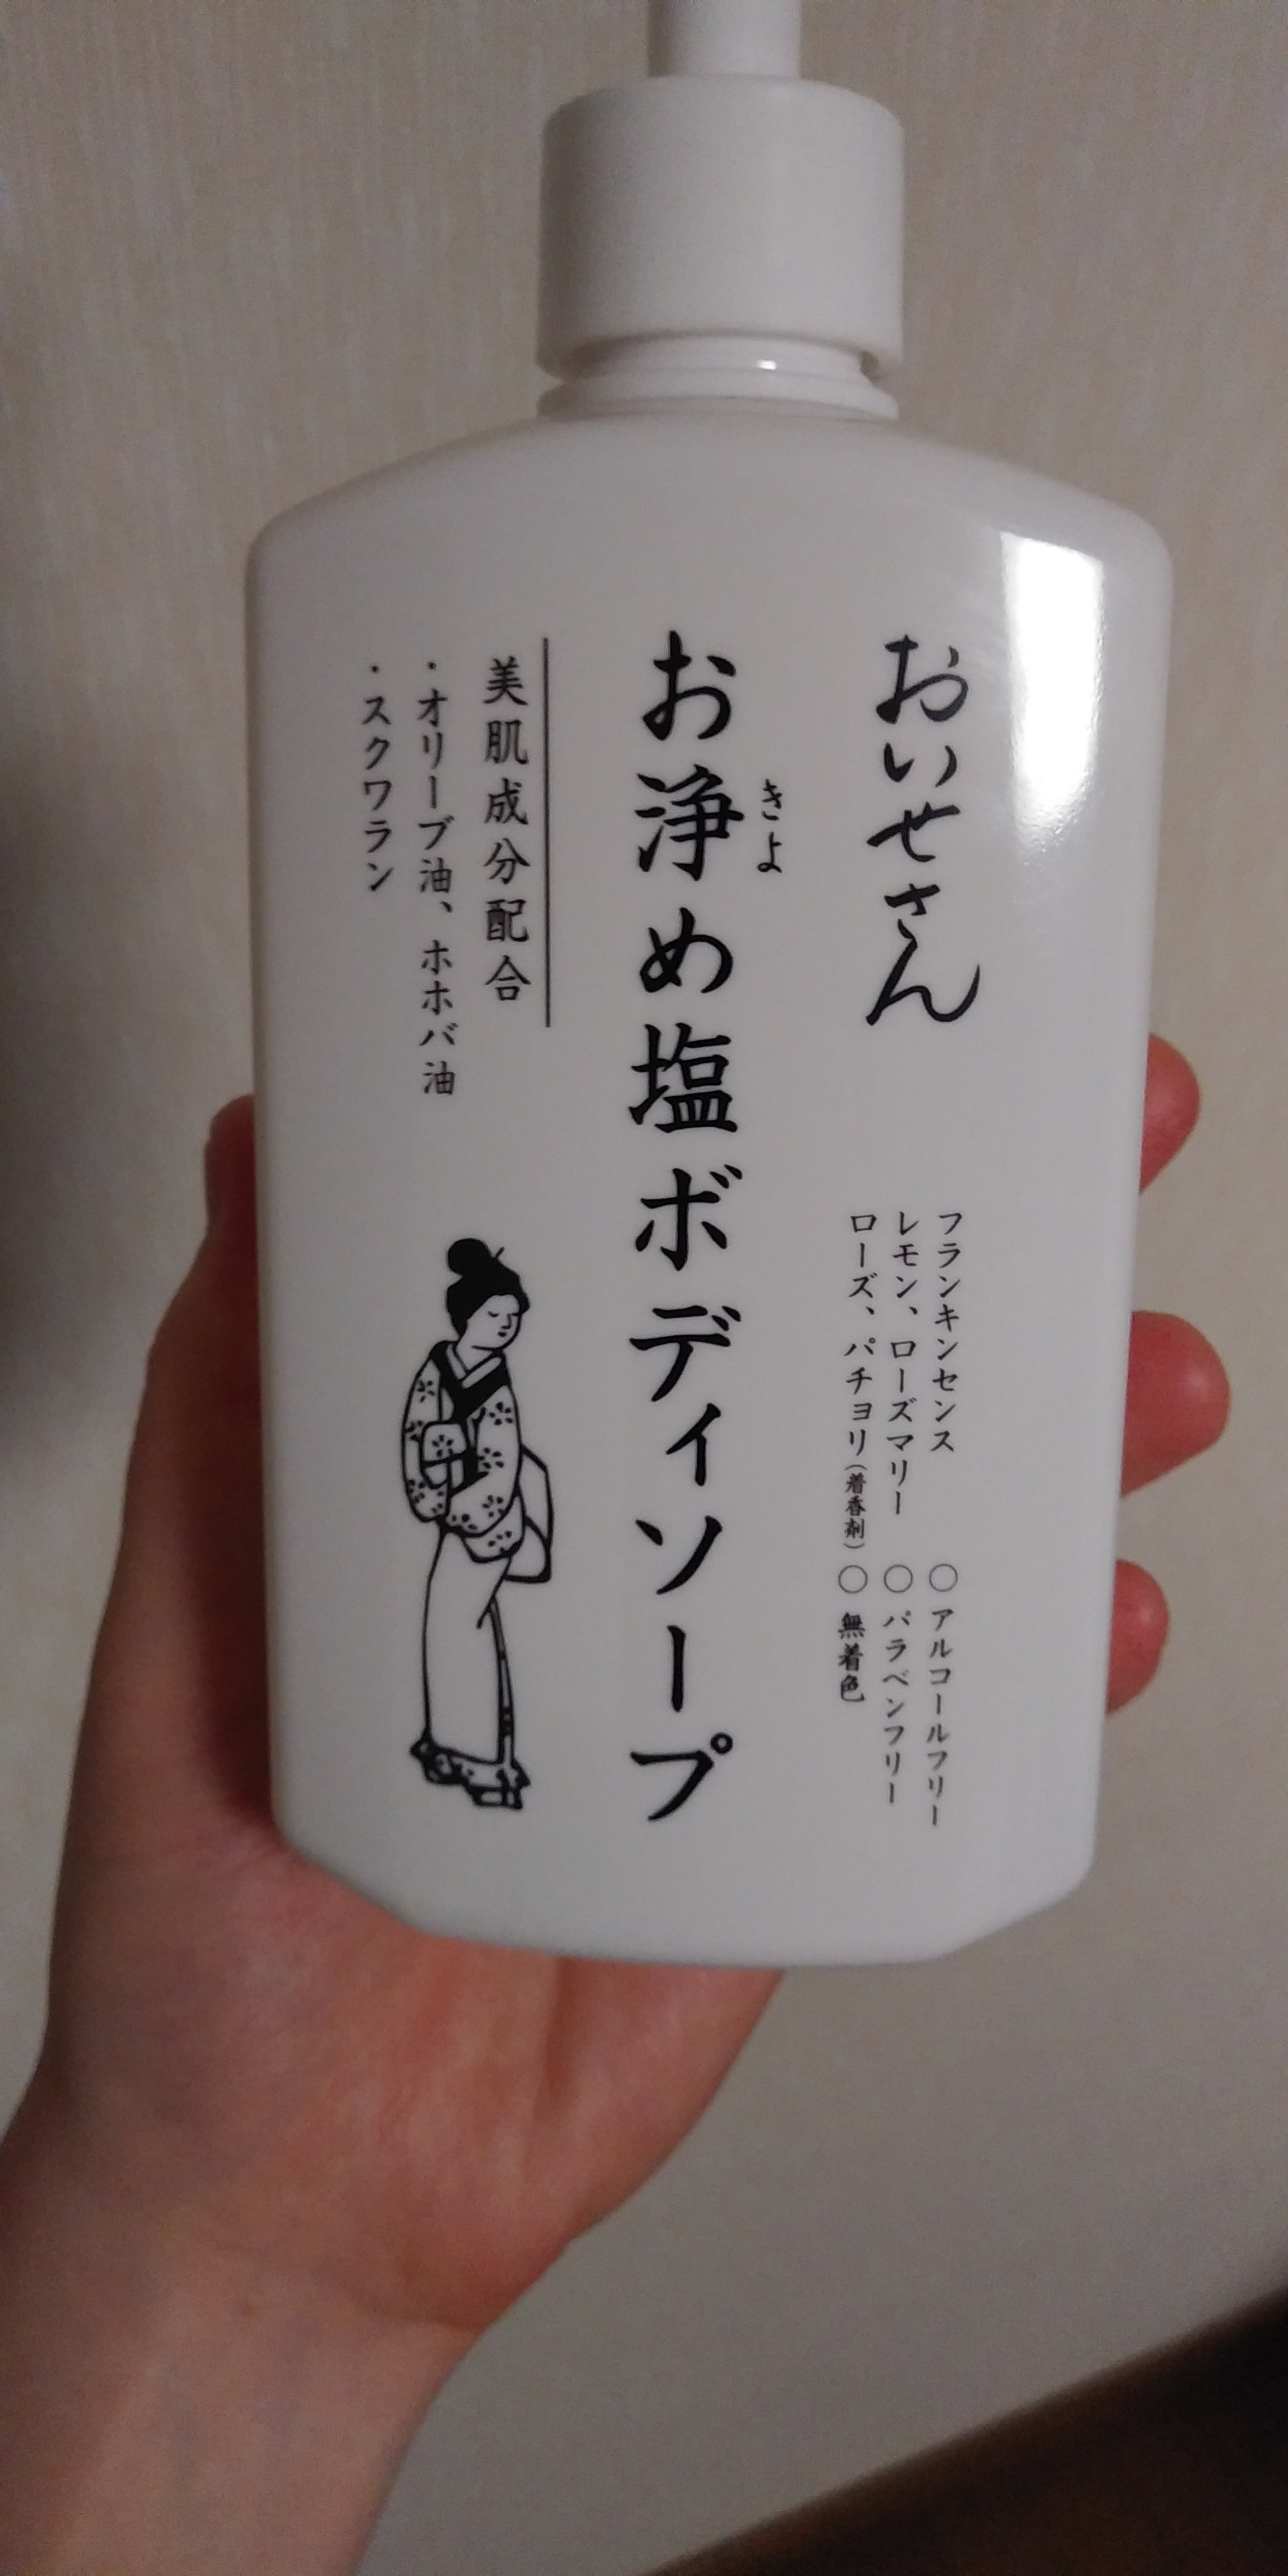 おいせさん
フランキンセンス
レモン、ローズマリー
ローズ、パチョリ(着香剤)
○ アルコールフリー
○ パラベンフリー
○ 無着色
お浄め塩ボディソープ
きよ
美肌成分配合
・オリーブ油、ホホバ油
・スクワラン